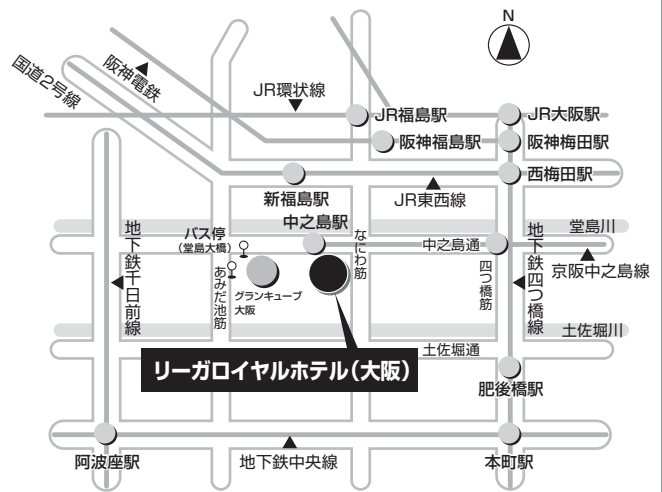 N
国道2号線
阪神電鉄
JR環状線
JR福島駅
JR大阪駅
阪神福島駅
阪神梅田駅
新福島駅
JR東西線
西梅田駅
地下鉄千日前線
バス停
(堂島大橋)
中之島駅
なにわ筋
中之島通
四つ橋筋
地下鉄四つ橋線
堂島川
京阪中之島線
あみだ池筋
グランキューブ
大阪
土佐堀川
リーガロイヤルホテル(大阪)
土佐堀通
肥後橋駅
阿波座駅
地下鉄中央線
本町駅